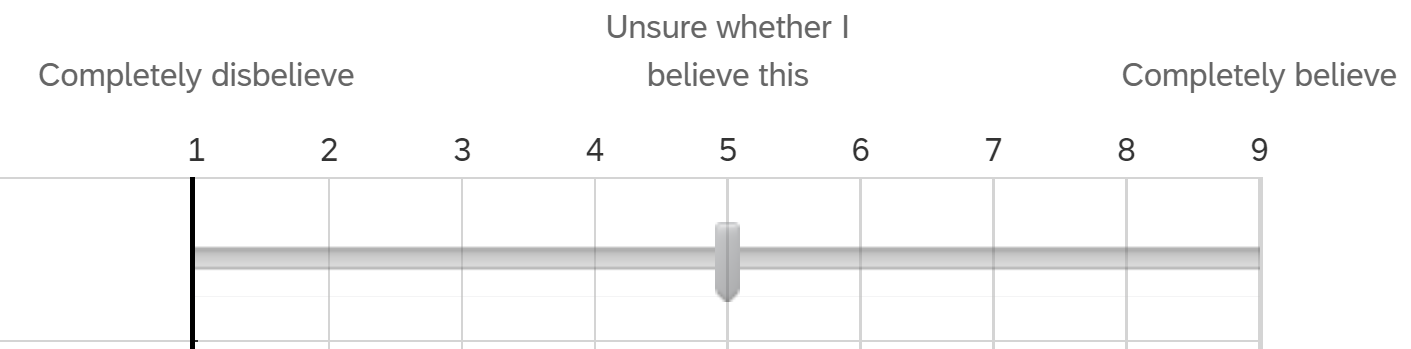 Unsure whether I
Completely disbelieve believe this Completely believe
1 2 3 4 5 6 7 8 9